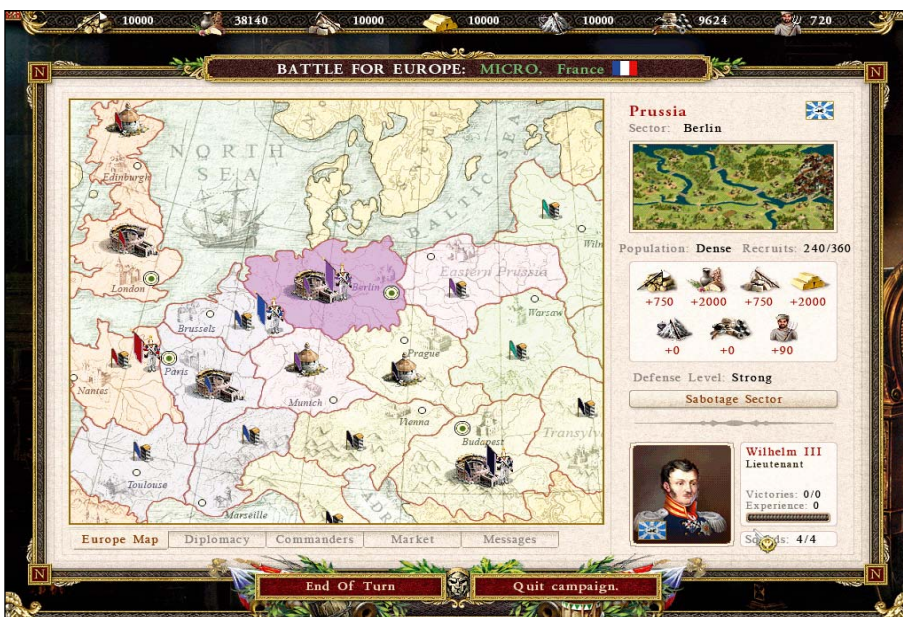 10000 38140 10000 10000 10000 9624 720
BATTLE FOR EUROPE: MICRO, France
N N
Prussia
Sector: Berlin
Population: Dense Recruits: 240/360
+750 +2000 +750 +2000
+0 +0 +90
Defense Level: Strong
Sabotage Sector
Wilhelm III
Lieutenant
Victories: 0/0
Experience: 0
4/4
NORTH
SEA
BALTIC SEA
Edinburgh
London
Berlin
Eastern Prussia
Brussels
Warsaw
Paris
Prague
Nantes
Munich
Vienna
Budapest
Toulouse
Marseille
Europe Map Diplomacy Commanders Market Messages
N N
End Of Turn Quit campaign.